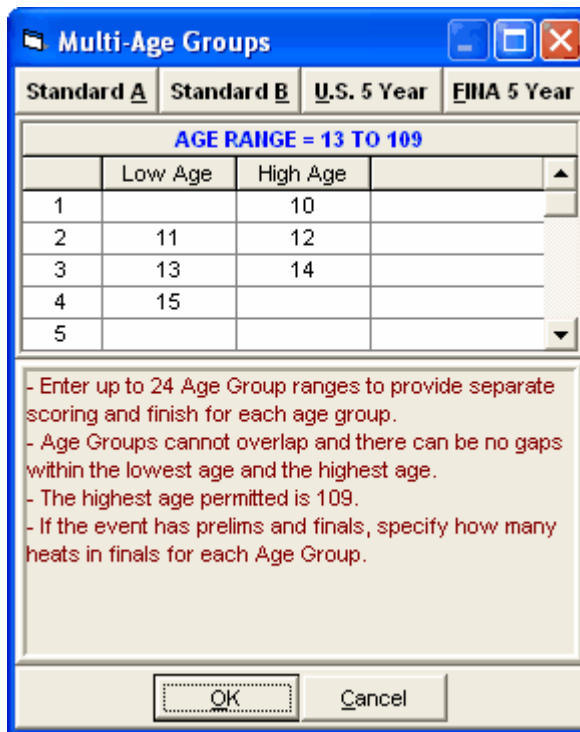 Multi-Age Groups
Standard A Standard B U.S. 5 Year FINA 5 Year
AGE RANGE = 13 TO 109
Low Age High Age
1 10
2 11 12
3 13 14
4 15
5
- Enter up to 24 Age Group ranges to provide separate
scoring and finish for each age group.
- Age Groups cannot overlap and there can be no gaps
within the lowest age and the highest age.
- The highest age permitted is 109.
- If the event has prelims and finals, specify how many
heats in finals for each Age Group.
OK Cancel